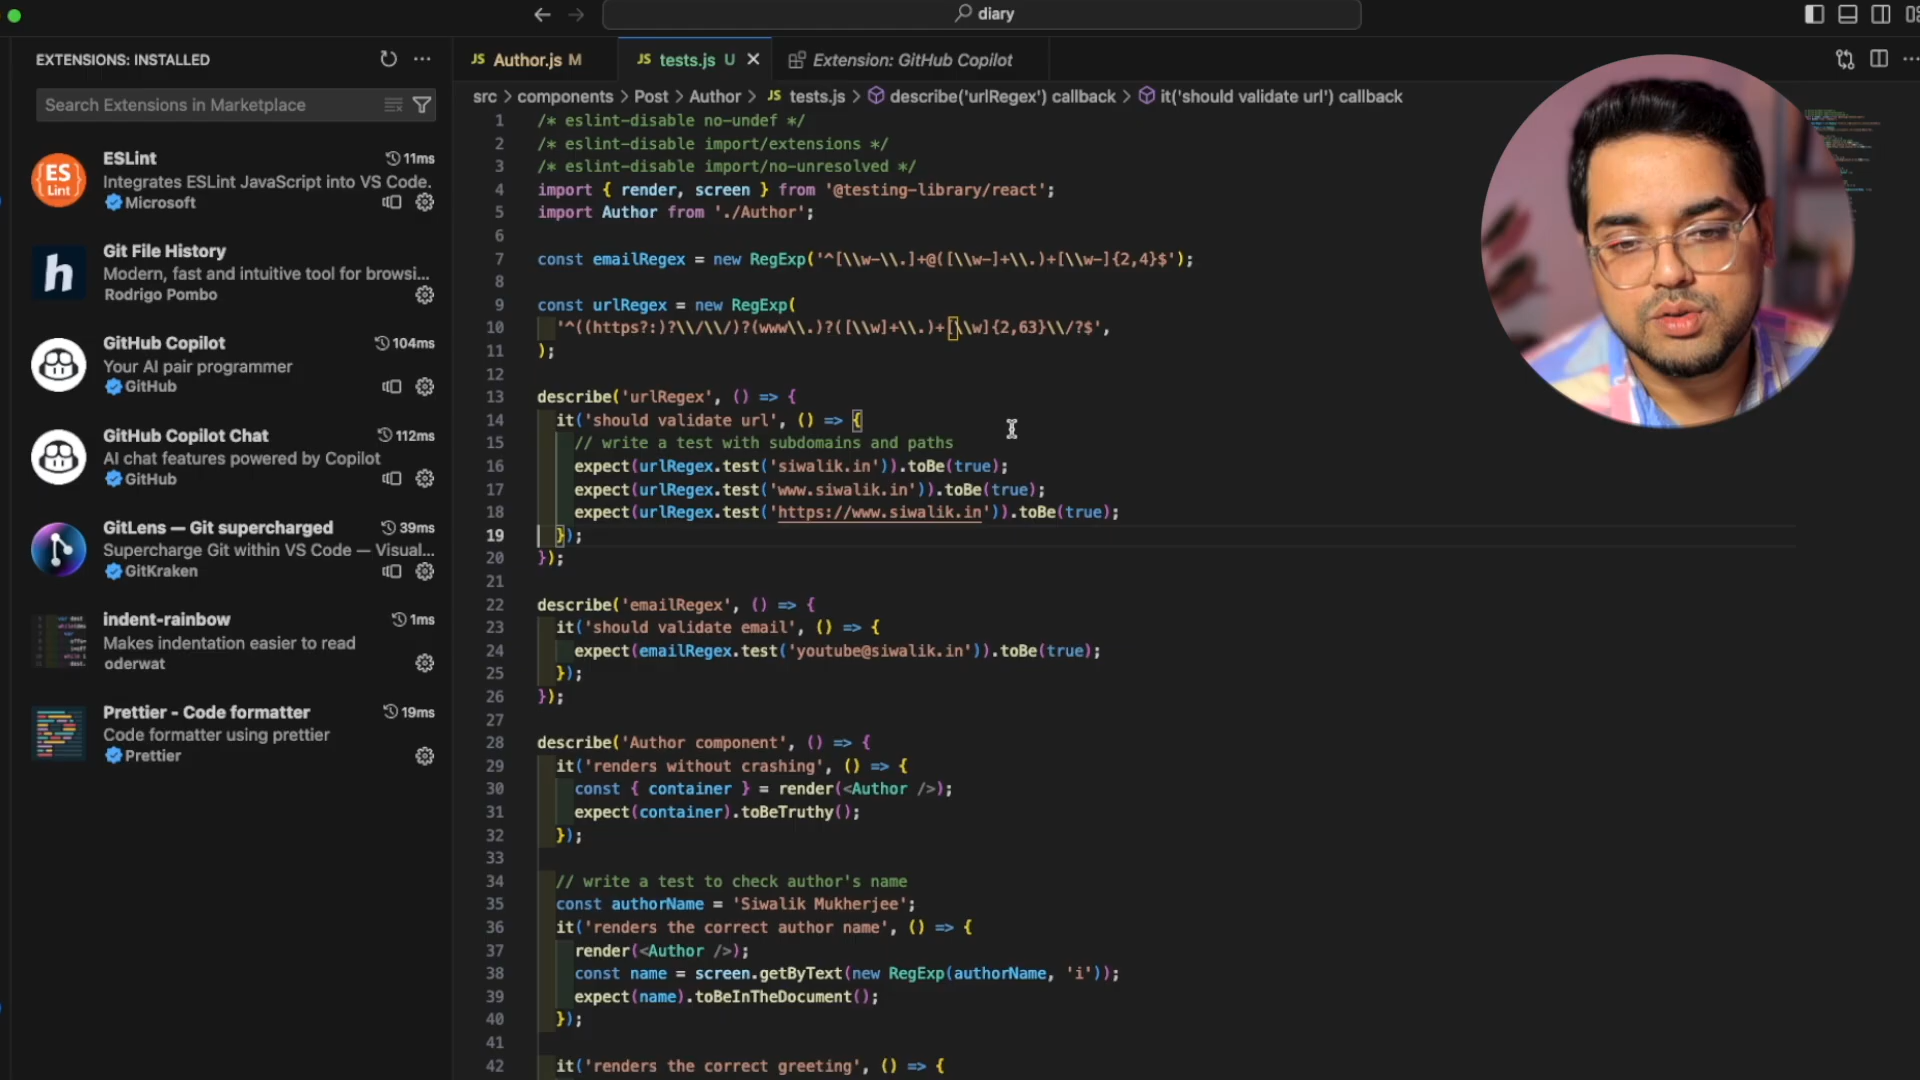 diary
EXTENSIONS: INSTALLED
Search Extensions in Marketplace
ESLint
11ms
Integrates ESLint JavaScript into VS Code.
Microsoft
Git File History
Modern, fast and intuitive tool for browsi...
Rodrigo Pombo
GitHub Copilot
104ms
Your AI pair programmer
GitHub
GitHub Copilot Chat
112ms
AI chat features powered by Copilot
GitHub
GitLens — Git supercharged
39ms
Supercharge Git within VS Code — Visual...
GitKraken
indent-rainbow
1ms
Makes indentation easier to read
oderwat
Prettier - Code formatter
19ms
Code formatter using prettier
Prettier
ES
Lint
h
JS Author.js M
JS tests.js U
Extension: GitHub Copilot
src > components > Post > Author > JS tests.js > describe('urlRegex') callback > it('should validate url') callback
1 /* eslint-disable no-undef */
2 /* eslint-disable import/extensions */
3 /* eslint-disable import/no-unresolved */
4 import { render, screen } from '@testing-library/react';
5 import Author from './Author';
6
7 const emailRegex = new RegExp('^[\\w-\\.]+@([\\w-]+\\.)+[\\w-]{2,4}$');
8
9 const urlRegex = new RegExp(
10 '^((https?:)?\\/\\/)?(www\\.)?([\\w]+\\.)+[\\w]{2,63}\\/?$',
11 );
12
13 describe('urlRegex', () => {
14 it('should validate url', () => {
15 // write a test with subdomains and paths
16 expect(urlRegex.test('siwalik.in')).toBe(true);
17 expect(urlRegex.test('www.siwalik.in')).toBe(true);
18 expect(urlRegex.test('https://www.siwalik.in')).toBe(true);
19 });
20 });
21
22 describe('emailRegex', () => {
23 it('should validate email', () => {
24 expect(emailRegex.test('youtube@siwalik.in')).toBe(true);
25 });
26 });
27
28 describe('Author component', () => {
29 it('renders without crashing', () => {
30 const { container } = render(<Author />);
31 expect(container).toBeTruthy();
32 });
33
34 // write a test to check author's name
35 const authorName = 'Siwalik Mukherjee';
36 it('renders the correct author name', () => {
37 render(<Author />);
38 const name = screen.getByText(new RegExp(authorName, 'i'));
39 expect(name).toBeInTheDocument();
40 });
41
42 it('renders the correct greeting', () => {